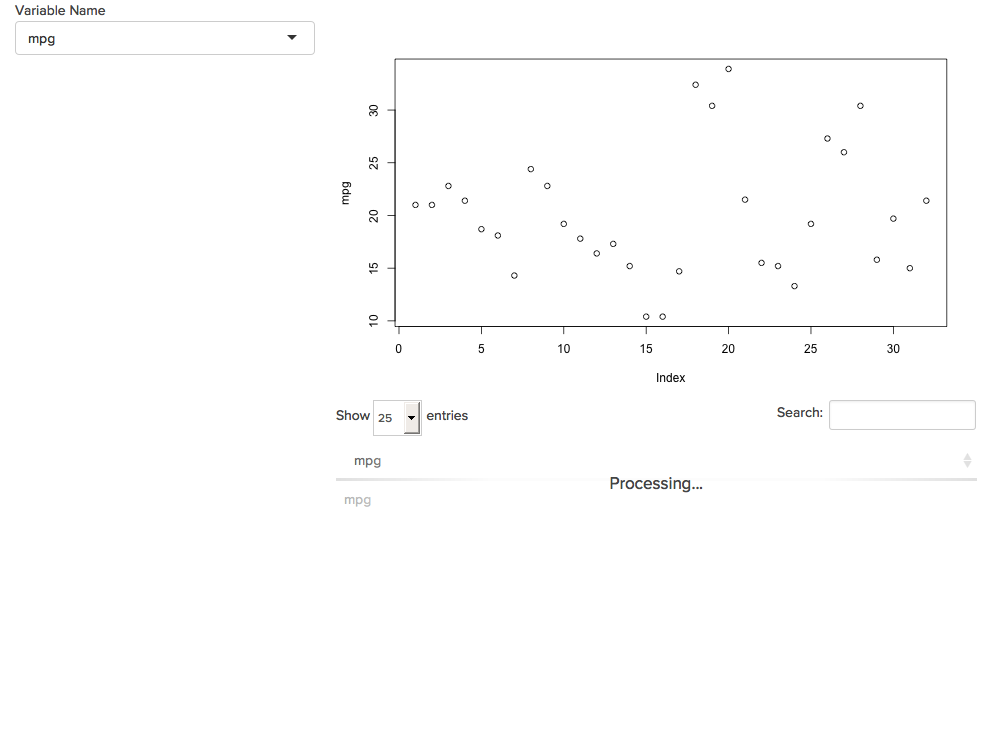 Variable Name
mpg
30
25
20
15
10
mpg
0 5 10 15 20 25 30
Index
Show 25 entries Search:
mpg
Processing...
mpg